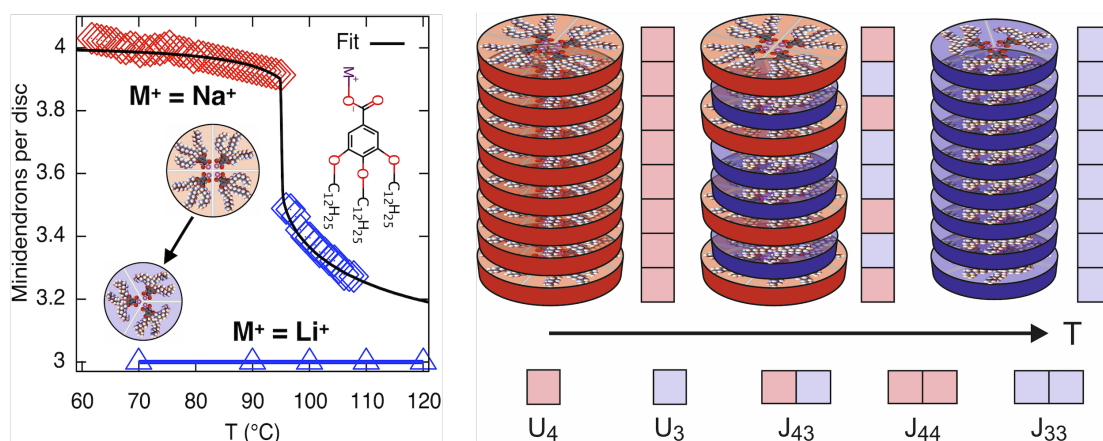 4
3.8
3.6
3.4
3.2
3
Minidendrons per disc
60 70 80 90 100 110 120
T (°C)
Fit
M⁺ = Na⁺
M⁺ = Li⁺
M⁺
O⁻
O
O
O
O
C₁₂H₂₅
C₁₂H₂₅
C₁₂H₂₅
T
U₄ U₃ J₄₃ J₄₄ J₃₃